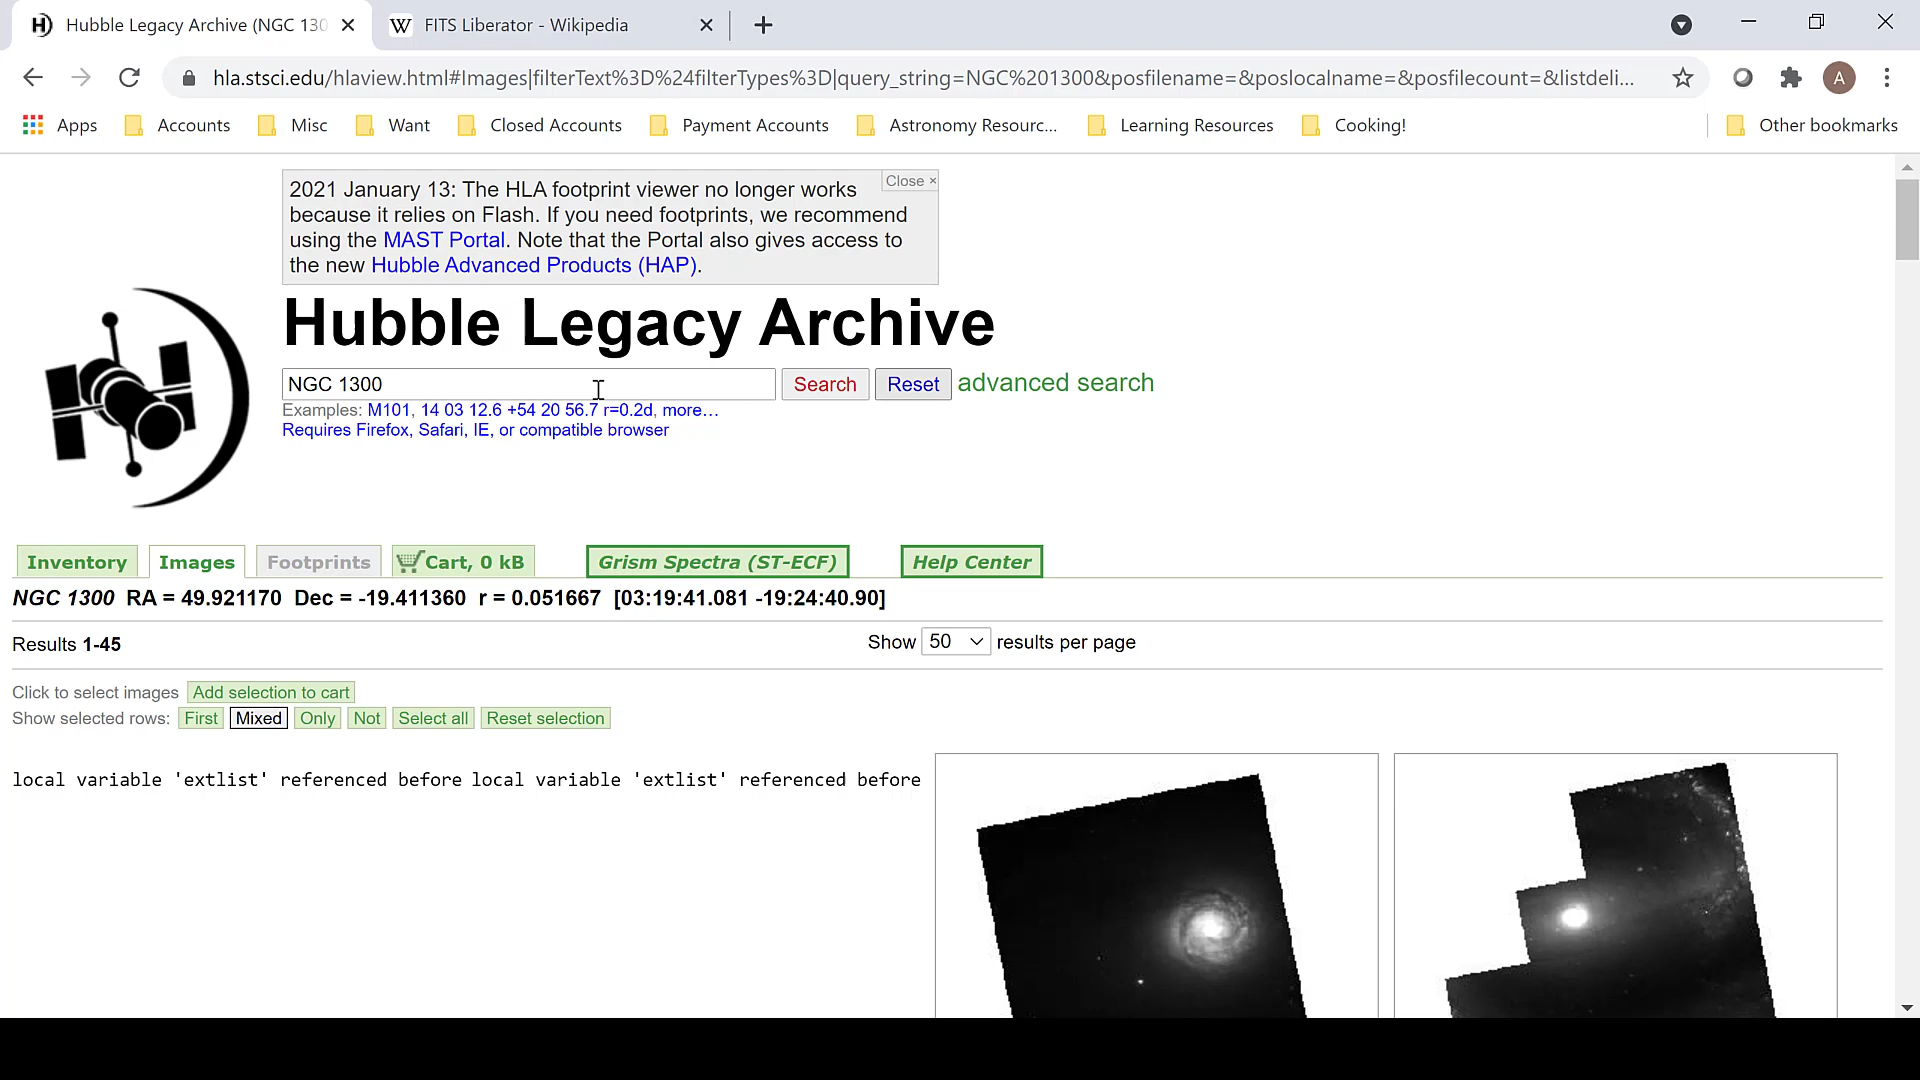 Hubble Legacy Archive (NGC 130
FITS Liberator - Wikipedia
hla.stsci.edu/hlaview.html#Images|filterText%3D%24filterTypes%3D|query_string=NGC%201300&posfilename=&poslocalname=&posfilecount=&listdeli...
A
Apps Accounts Misc Want Closed Accounts Payment Accounts Astronomy Resourc... Learning Resources Cooking! Other bookmarks
2021 January 13: The HLA footprint viewer no longer works
because it relies on Flash. If you need footprints, we recommend
using the MAST Portal. Note that the Portal also gives access to
the new Hubble Advanced Products (HAP).
Close ×
Hubble Legacy Archive
NGC 1300 Search Reset advanced search
Examples: M101, 14 03 12.6 +54 20 56.7 r=0.2d, more...
Requires Firefox, Safari, IE, or compatible browser
Inventory Images Footprints Cart, 0 kB Grism Spectra (ST-ECF) Help Center
NGC 1300 RA = 49.921170 Dec = -19.411360 r = 0.051667 [03:19:41.081 -19:24:40.90]
Results 1-45 Show 50 results per page
Click to select images Add selection to cart
Show selected rows: First Mixed Only Not Select all Reset selection
local variable 'extlist' referenced before local variable 'extlist' referenced before